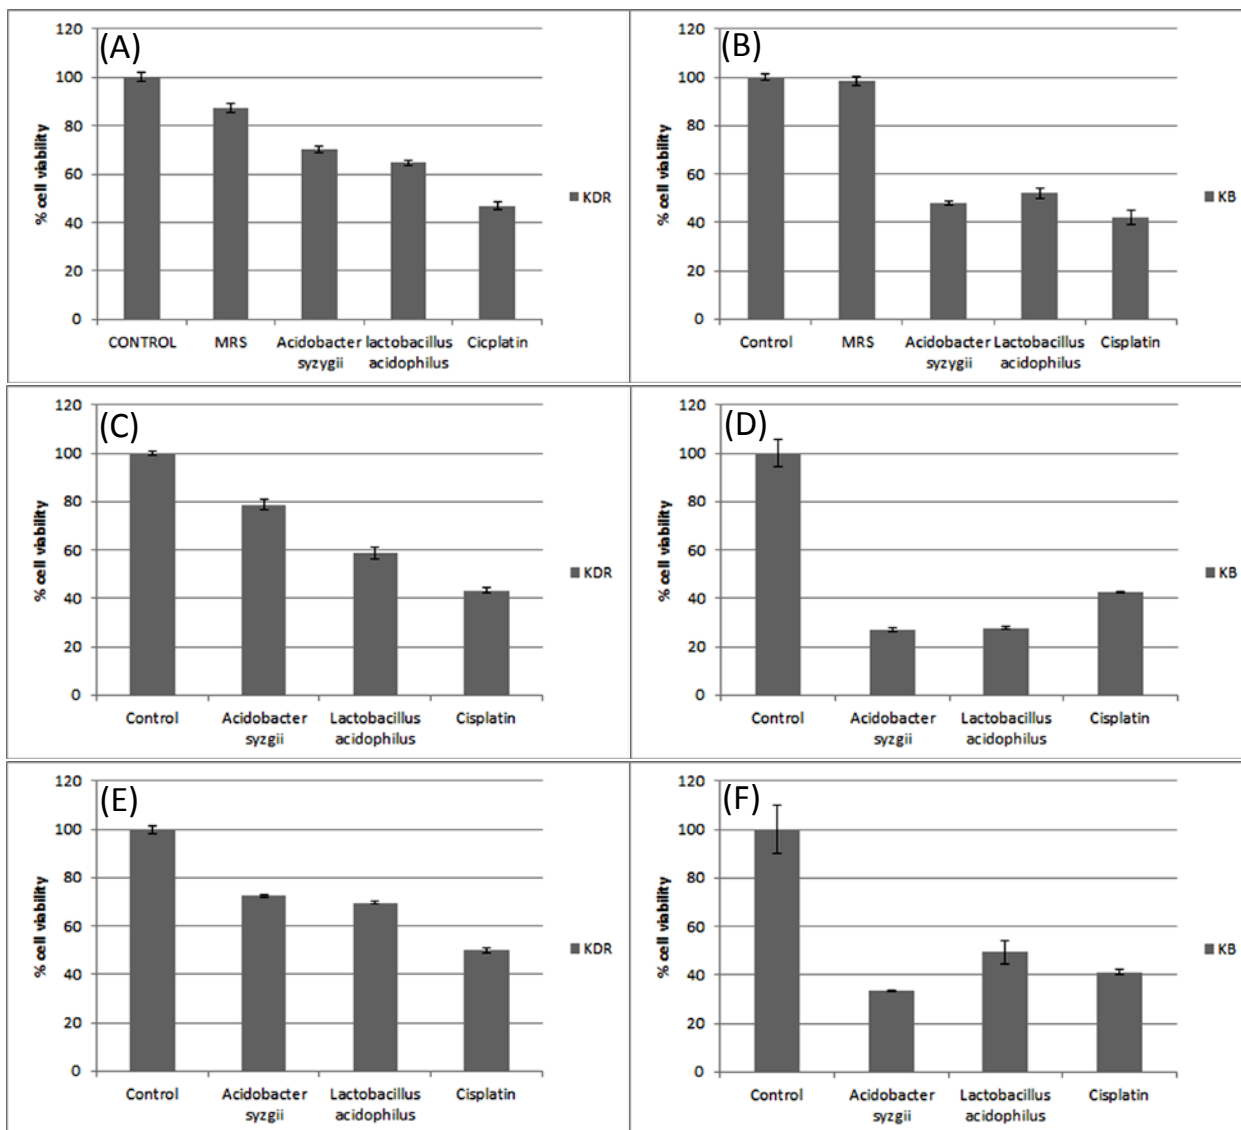 (A)
120
100
80
60
40
20
0
% cell viability
CONTROL MRS Acidobacter lactobacillus Cicplatin
syzygii acidophilus
KDR
(B)
120
100
80
60
40
20
0
% cell viability
Control MRS Acidobacter Lactobacillus Cisplatin
syzygii acidophilus
KB
(C)
120
100
80
60
40
20
0
% cell viability
Control Acidobacter Lactobacillus Cisplatin
syzgii acidophilus
KDR
(D)
120
100
80
60
40
20
0
% cell viability
Control Acidobacter Lactobacillus Cisplatin
syzgii acidophilus
KB
(E)
120
100
80
60
40
20
0
% cell viability
Control Acidobacter Lactobacillus Cisplatin
syzgii acidophilus
KDR
(F)
120
100
80
60
40
20
0
% cell viability
Control Acidobacter Lactobacillus Cisplatin
syzgii acidophilus
KB